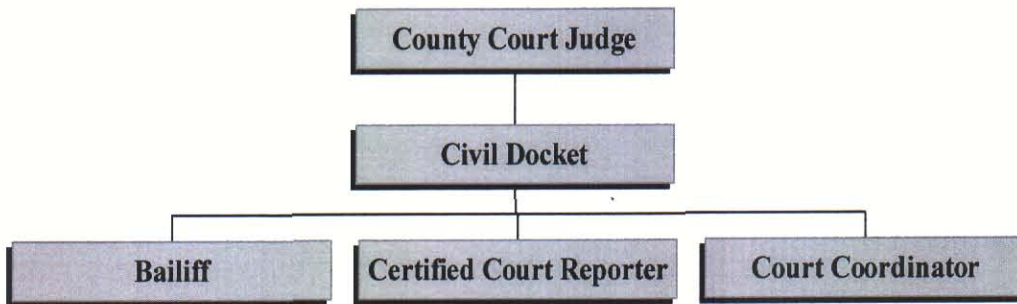 County Court Judge
Civil Docket
Bailiff
Certified Court Reporter
Court Coordinator